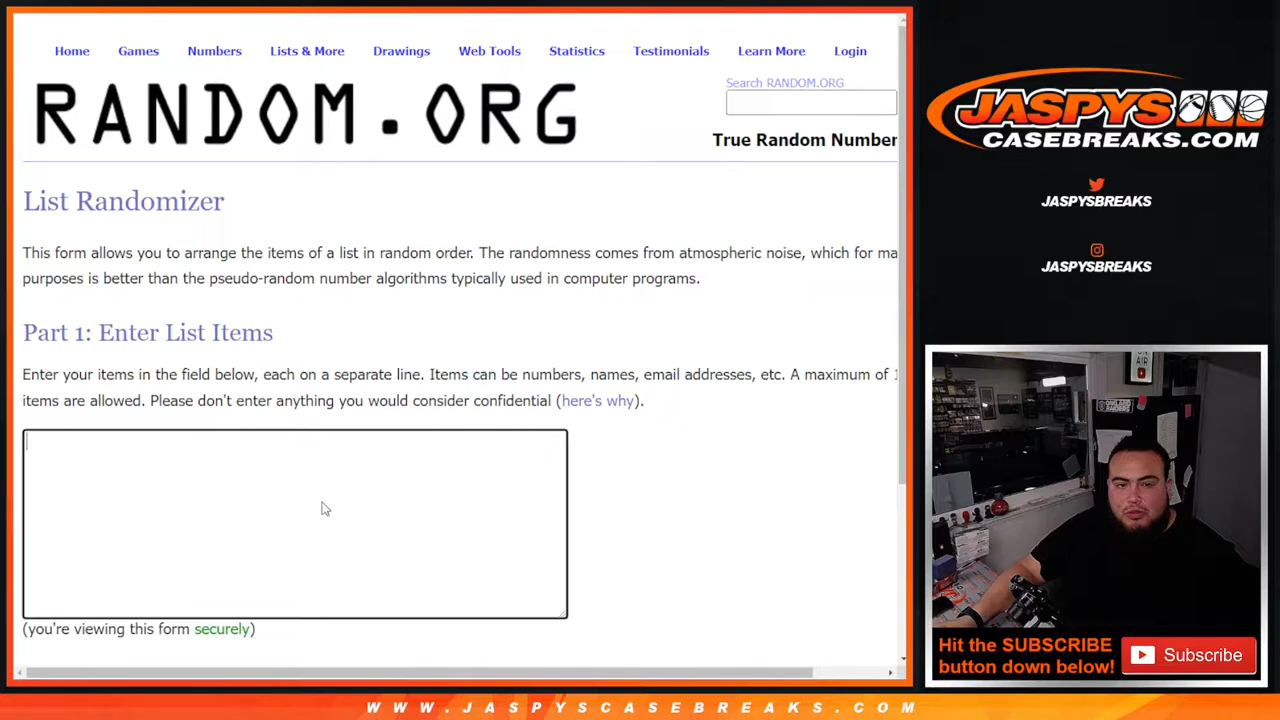 Home Games Numbers Lists & More Drawings Web Tools Statistics Testimonials Learn More Login
RANDOM.ORG
Search RANDOM.ORG
True Random Number
List Randomizer
This form allows you to arrange the items of a list in random order. The randomness comes from atmospheric noise, which for ma
purposes is better than the pseudo-random number algorithms typically used in computer programs.
Part 1: Enter List Items
Enter your items in the field below, each on a separate line. Items can be numbers, names, email addresses, etc. A maximum of 1
items are allowed. Please don't enter anything you would consider confidential (here's why).
(you're viewing this form securely)
JASPYS
CASEBREAKS.COM
JASPYSBREAKS
JASPYSBREAKS
ON
AIR
Hit the SUBSCRIBE
button down below!
Subscribe
WWW.JASPYSCASEBREAKS.COM